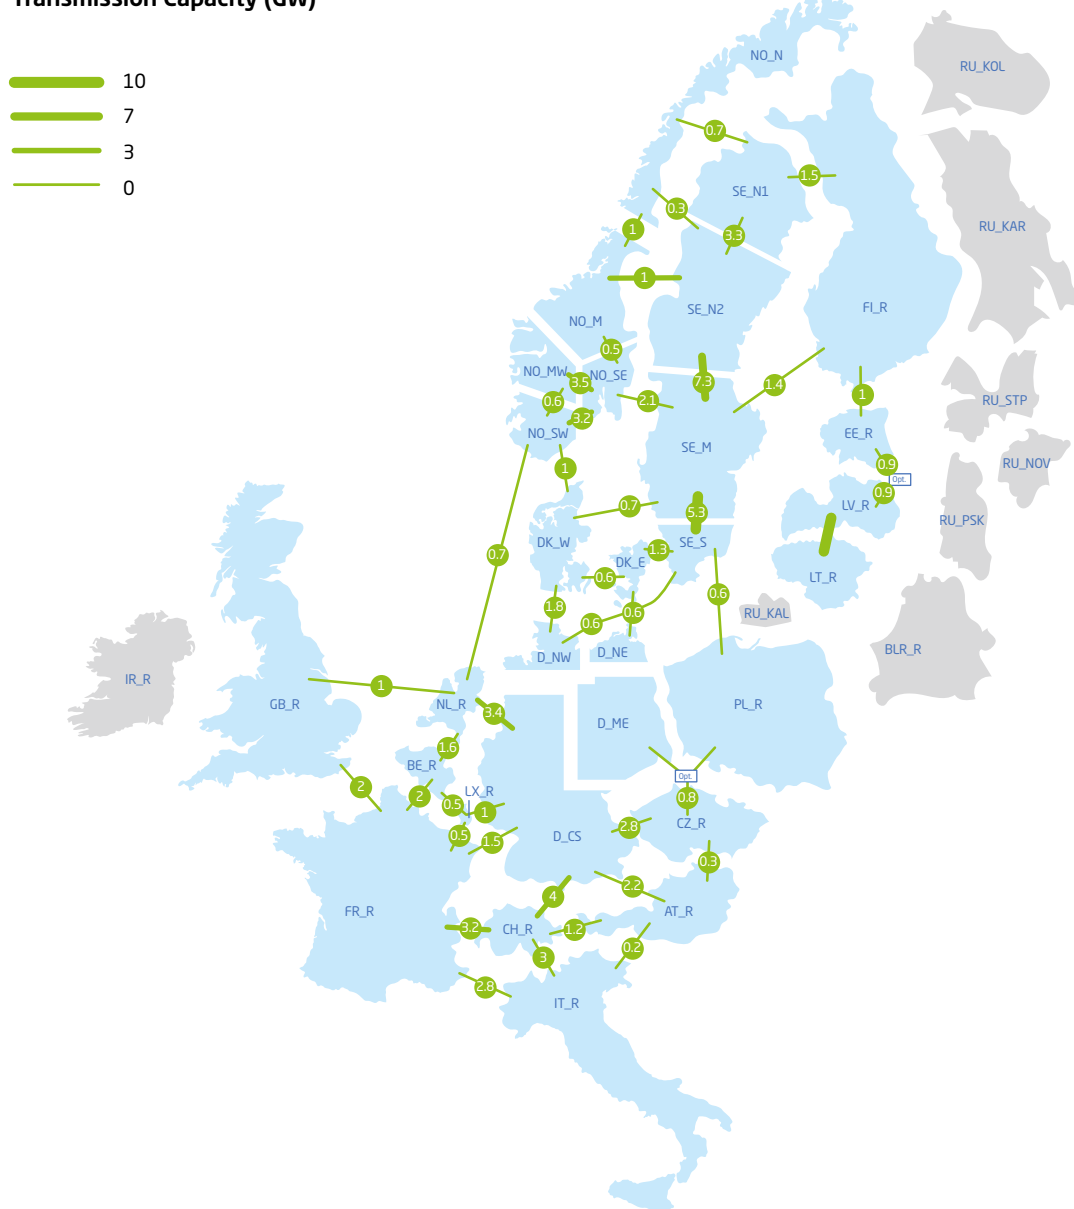 Transmission Capacity (GW)
10
7
3
0
NO_N
RU_KOL
0.7
1.5
SE_N1
0.3
1
3.3
RU_KAR
1
NO_M
SE_N2
FI_R
0.5
NO_MW
3.5
NO_SE
7.3
1.4
1
0.6
2.1
RU_STP
3.2
NO_SW
SE_M
EE_R
1
0.9
RU_NOV
Opt.
0.9
0.7
5.3
LV_R
RU_PSK
DK_W
SE_S
1.3
0.7
DK_E
0.6
LT_R
0.6
1.8
0.6
0.6
RU_KAL
D_NW
D_NE
BLR_R
IR_R
1
GB_R
NL_R
3.4
D_ME
PL_R
1.6
BE_R
Opt.
2
2
LX_R
0.5
1
0.8
0.5
1.5
D_CS
2.8
CZ_R
0.3
4
2.2
FR_R
AT_R
3.2
CH_R
1.2
0.2
3
2.8
IT_R